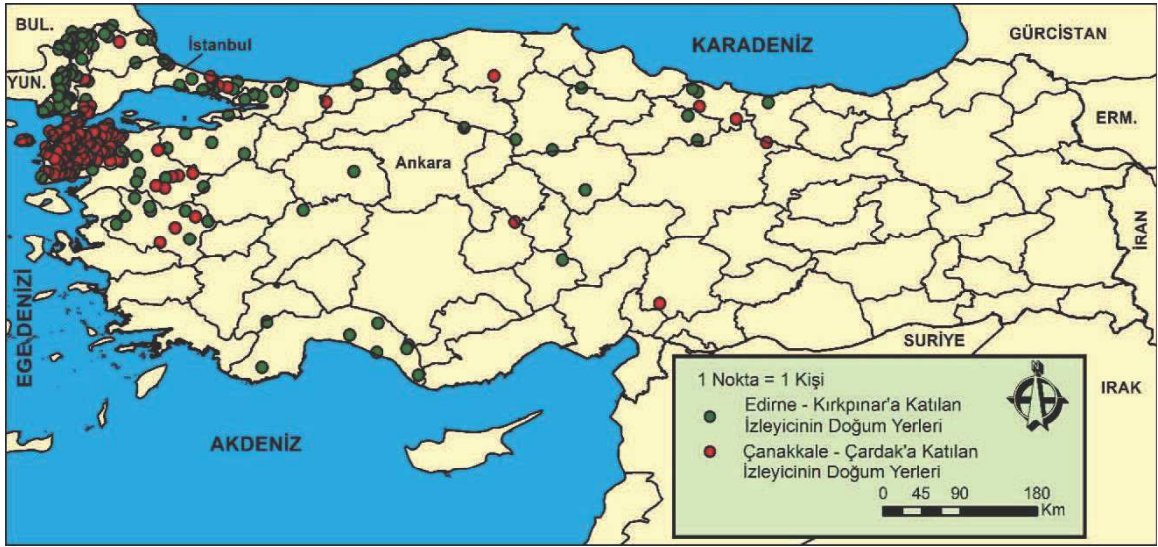 BUL.
İstanbul
KARADENİZ
GÜRCİSTAN
YUN.
ERM.
Ankara
İRAN
EGE DENİZİ
SURİYE
IRAK
AKDENİZ
1 Nokta = 1 Kişi
Edirne - Kırkpınar'a Katılan
İzleyicinin Doğum Yerleri
Çanakkale - Çardak'a Katılan
İzleyicinin Doğum Yerleri
0 45 90 180
Km